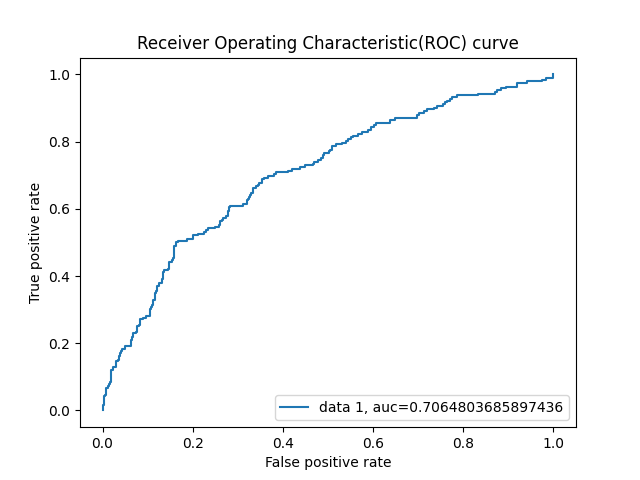 Receiver Operating Characteristic(ROC) curve
1.0
0.8
0.6
0.4
0.2
0.0
True positive rate
data 1, auc=0.7064803685897436
0.0 0.2 0.4 0.6 0.8 1.0
False positive rate